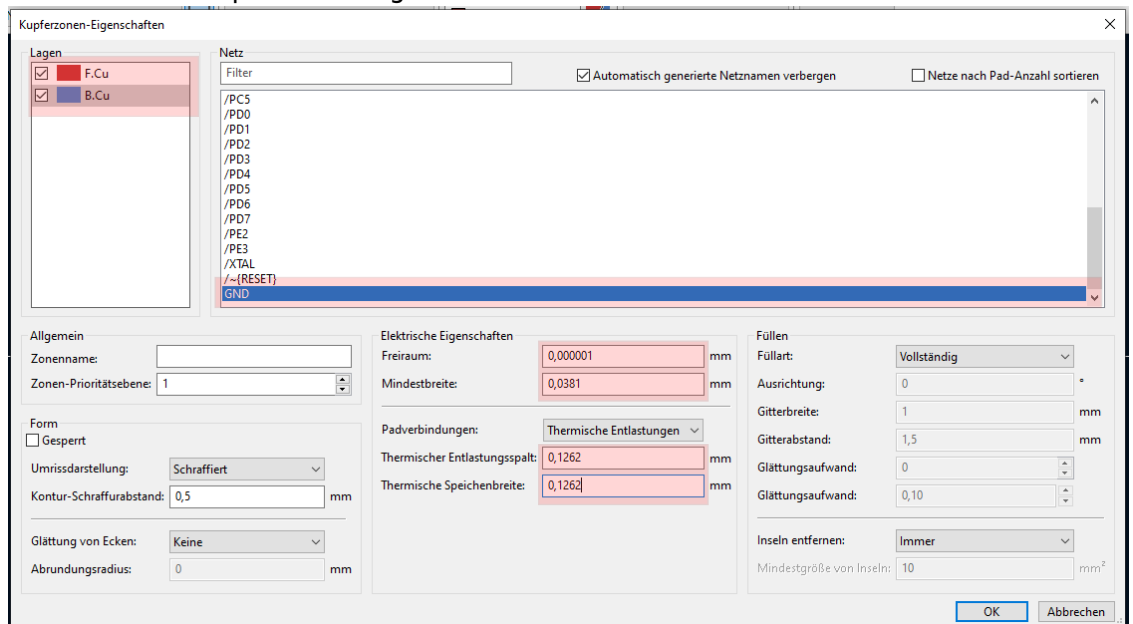 Kupferzonen-Eigenschaften
Lagen
F.Cu
B.Cu
Netz
Filter
Automatisch generierte Netznamen verbergen
Netze nach Pad-Anzahl sortieren
/PC5
/PD0
/PD1
/PD2
/PD3
/PD4
/PD5
/PD6
/PD7
/PE2
/PE3
/XTAL
/~{RESET}
GND
Allgemein
Zonenname:
Zonen-Prioritätsebene: 1
Form
Gesperrt
Umrissdarstellung: Schraffiert
Kontur-Schraffurabstand: 0,5 mm
Glättung von Ecken: Keine
Abrundungsradius: 0 mm
Elektrische Eigenschaften
Freiraum: 0,000001 mm
Mindestbreite: 0,0381 mm
Padverbindungen: Thermische Entlastungen
Thermischer Entlastungsspalt: 0,1262 mm
Thermische Speichenbreite: 0,1262 mm
Füllen
Füllart: Vollständig
Ausrichtung: 0 °
Gitterbreite: 1 mm
Gitterabstand: 1,5 mm
Glättungsaufwand: 0
Glättungsaufwand: 0,10
Inseln entfernen: Immer
Mindestgröße von Inseln: 10 mm²
OK Abbrechen